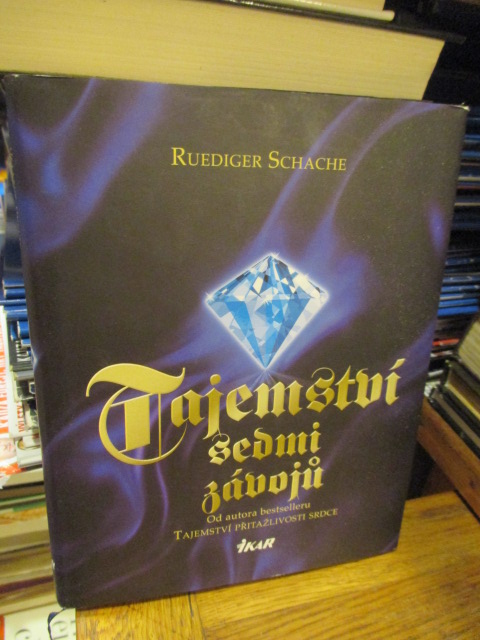 RUEDIGER SCHACHE
Tajemství
sedmi
závojů
Od autora bestselleru
TAJEMSTVÍ PŘITAŽLIVOSTI SRDCE
IKAR